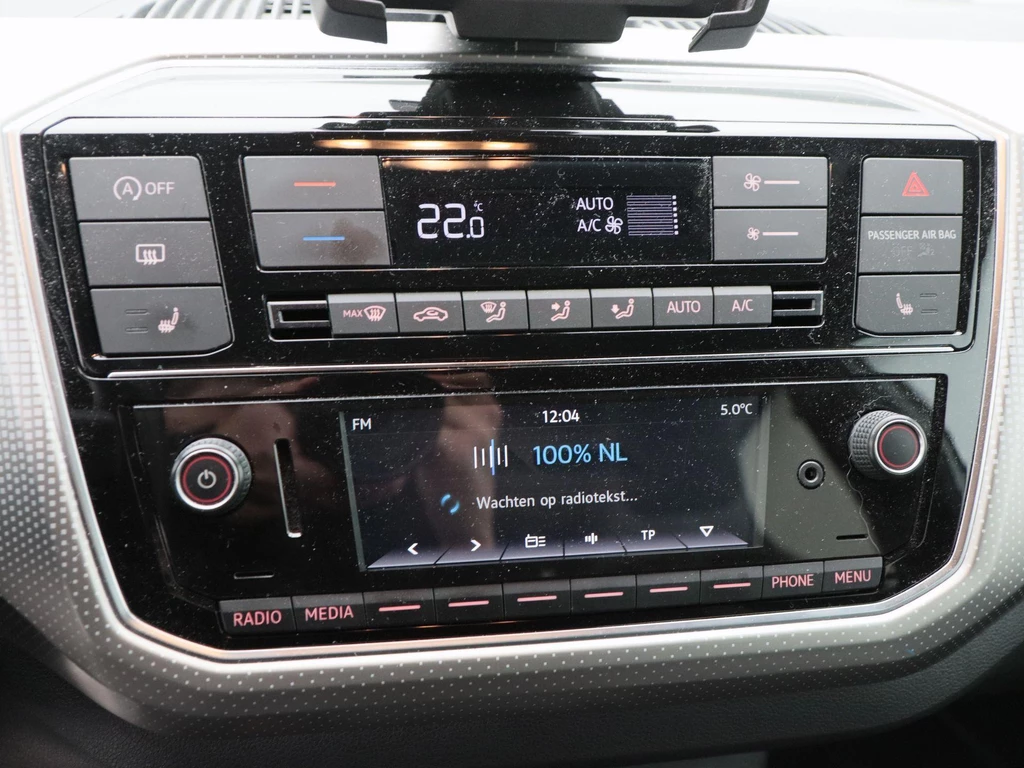 A OFF
22.0 °C
AUTO
A/C
PASSENGER AIR BAG
OFF
MAX
AUTO
A/C
FM
12:04
5.0°C
100% NL
Wachten op radiotekst...
TP
RADIO
MEDIA
PHONE
MENU